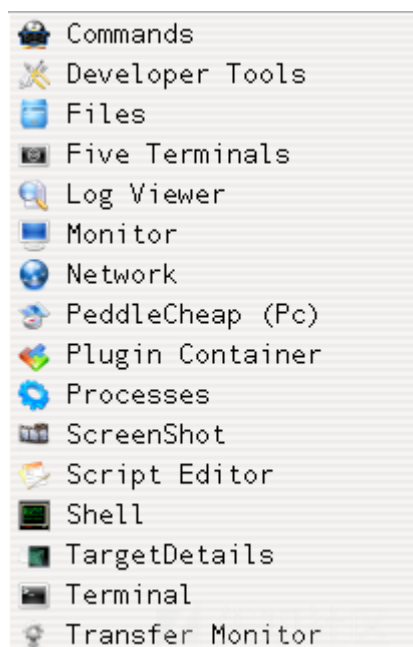 Commands
Developer Tools
Files
Five Terminals
Log Viewer
Monitor
Network
PeddleCheap (Pc)
Plugin Container
Processes
ScreenShot
Script Editor
Shell
TargetDetails
Terminal
Transfer Monitor